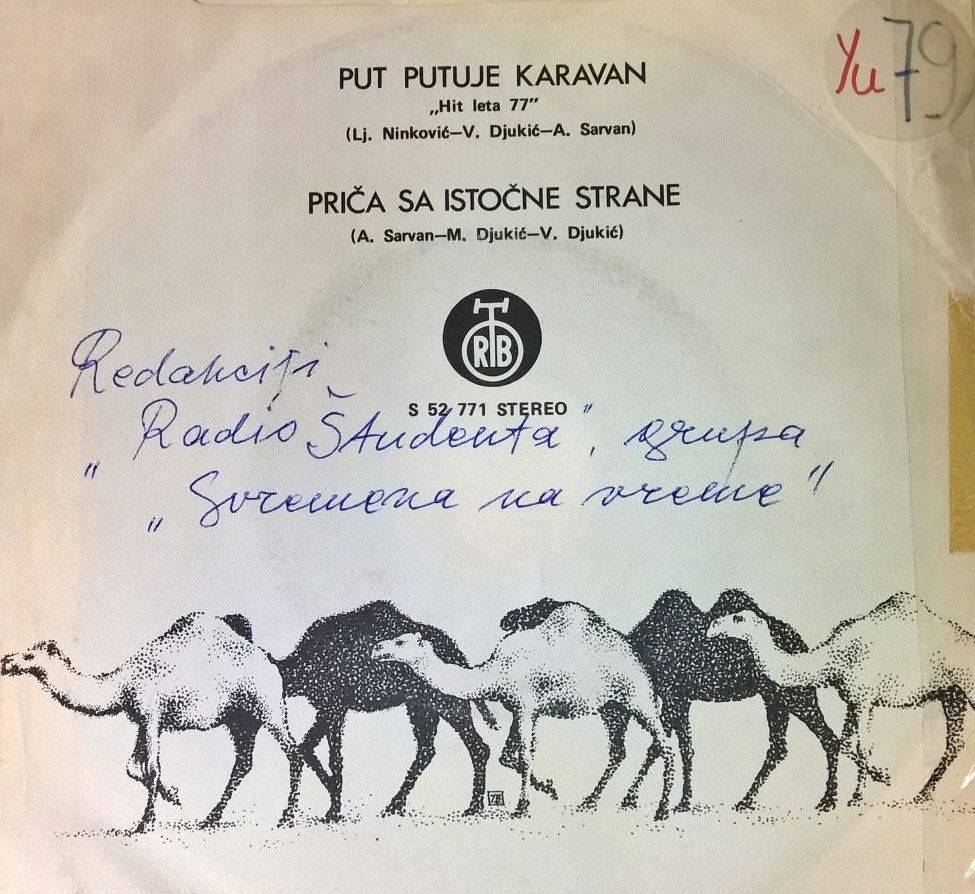 PUT PUTUJE KARAVAN
„Hit leta 77”
(Lj. Ninković—V. Djukić—A. Sarvan)
Yu 79
PRIČA SA ISTOČNE STRANE
(A. Sarvan—M. Djukić—V. Djukić)
RTB
S 52 771 STEREO
Redakciji
„Radio Študenta”, grupa
„Suvremena na vreme”